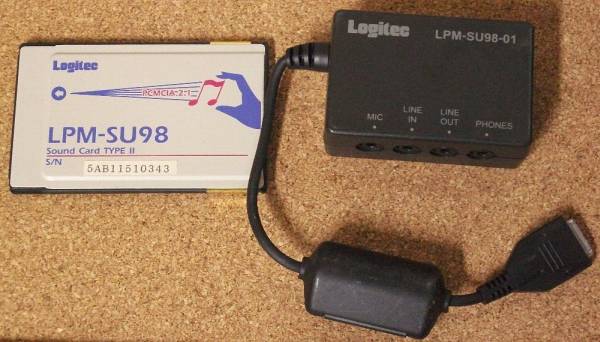 Logitec
PCMCIA 2.1
LPM-SU98
Sound Card TYPE II
S/N
5AB11510343
Logitec
LPM-SU98-01
MIC
LINE IN
LINE OUT
PHONES